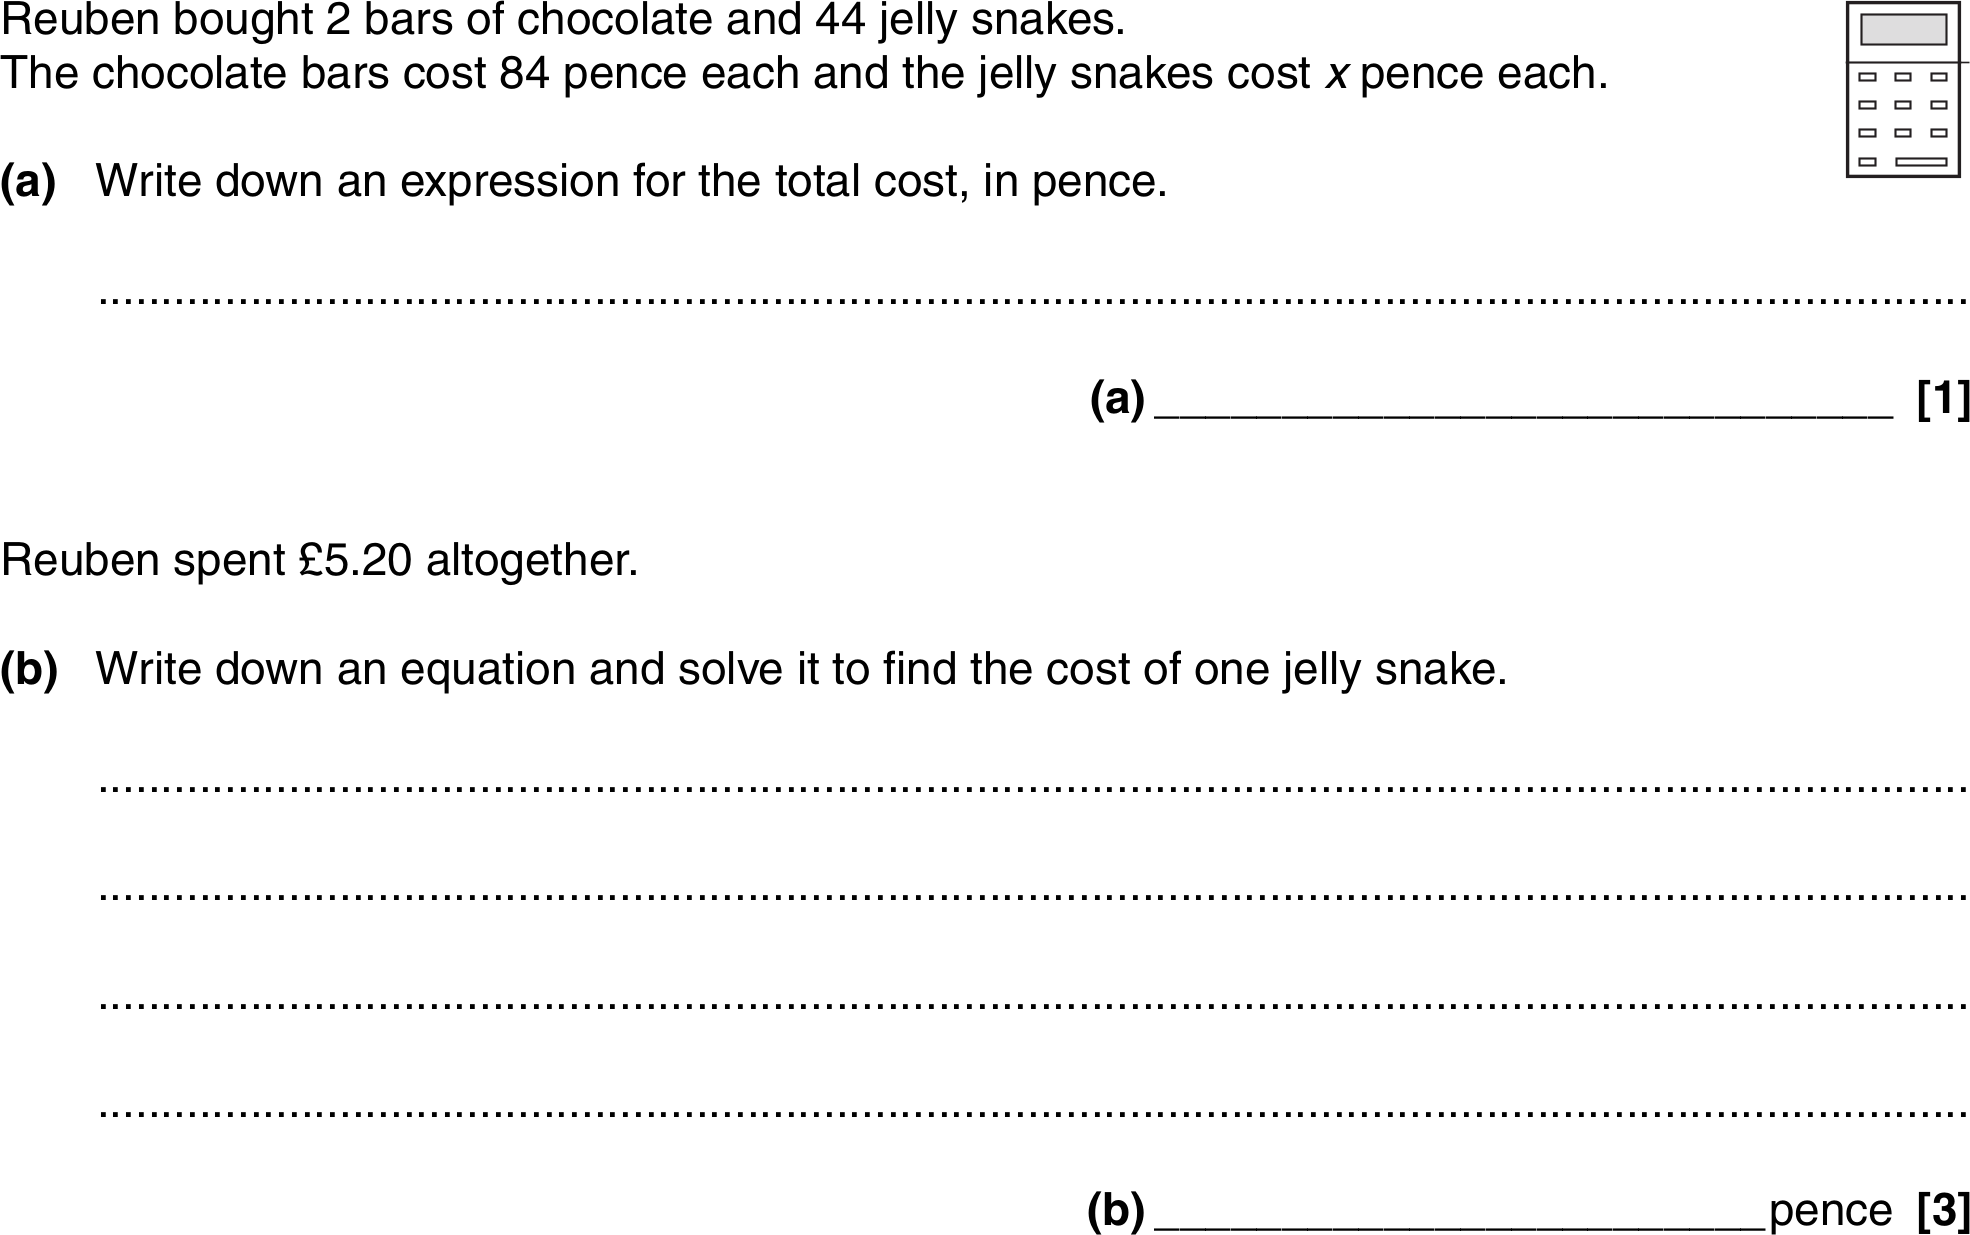 Reuben bought 2 bars of chocolate and 44 jelly snakes.
The chocolate bars cost 84 pence each and the jelly snakes cost x pence each.
(a) Write down an expression for the total cost, in pence.
(a) ______________________________ [1]
Reuben spent £5.20 altogether.
(b) Write down an equation and solve it to find the cost of one jelly snake.
(b) _________________________ pence [3]